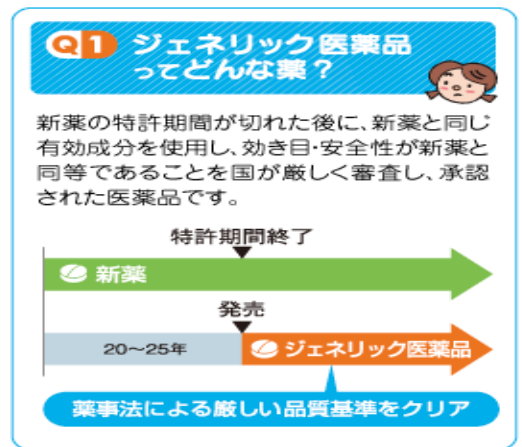 Q1 ジェネリック医薬品
ってどんな薬？
新薬の特許期間が切れた後に、新薬と同じ
有効成分を使用し、効き目・安全性が新薬と
同等であることを国が厳しく審査し、承認
された医薬品です。
特許期間終了
新薬
発売
20〜25年
ジェネリック医薬品
薬事法による厳しい品質基準をクリア